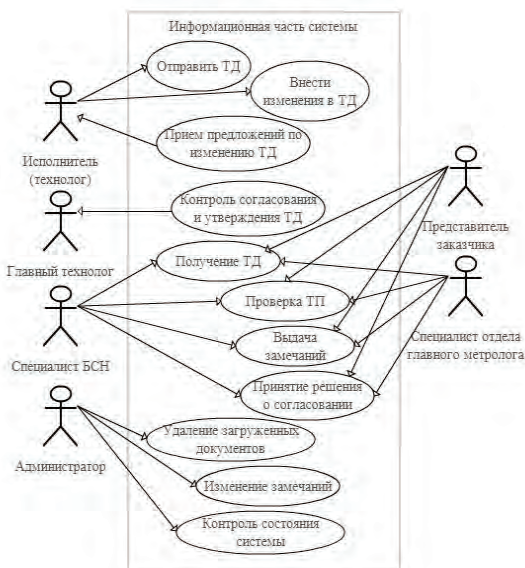 Информационная часть системы
Отправить ТД
Внести
изменения в ТД
Прием предложений по
изменению ТД
Исполнитель
(технолог)
Контроль согласования
и утверждения ТД
Главный технолог
Представитель
заказчика
Получение ТД
Проверка ТП
Специалист БСН
Выдача
замечаний
Специалист отдела
главного метролога
Принятие решения
о согласовании
Администратор
Удаление загруженных
документов
Изменение замечаний
Контроль состояния
системы